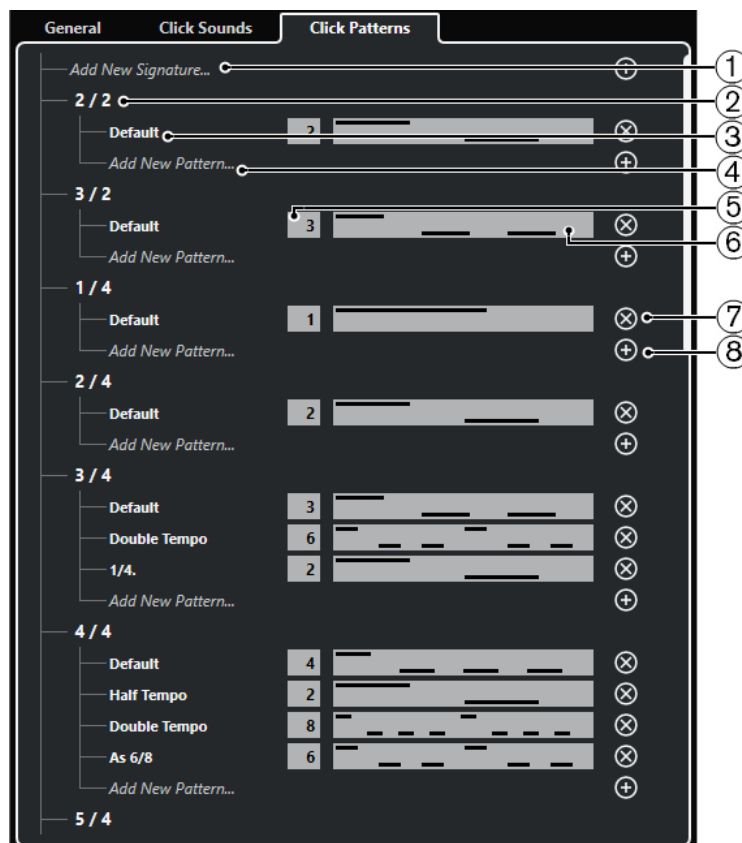 General Click Sounds Click Patterns
Add New Signature... 1
2 / 2 2
Default 2 3
Add New Pattern... 4
3 / 2 5
Default 3 6
Add New Pattern...
1 / 4
Default 1 7
Add New Pattern... 8
2 / 4
Default 2
Add New Pattern...
3 / 4
Default 3
Double Tempo 6
1/4. 2
Add New Pattern...
4 / 4
Default 4
Half Tempo 2
Double Tempo 8
As 6/8 6
Add New Pattern...
5 / 4